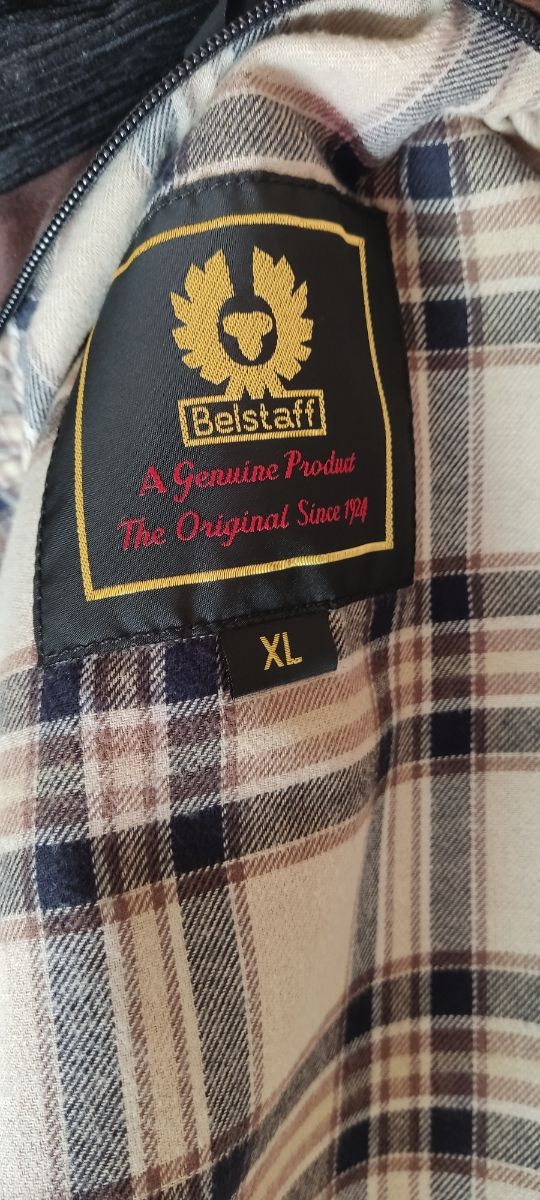 Belstaff
A Genuine Product
The Original Since 1924
XL